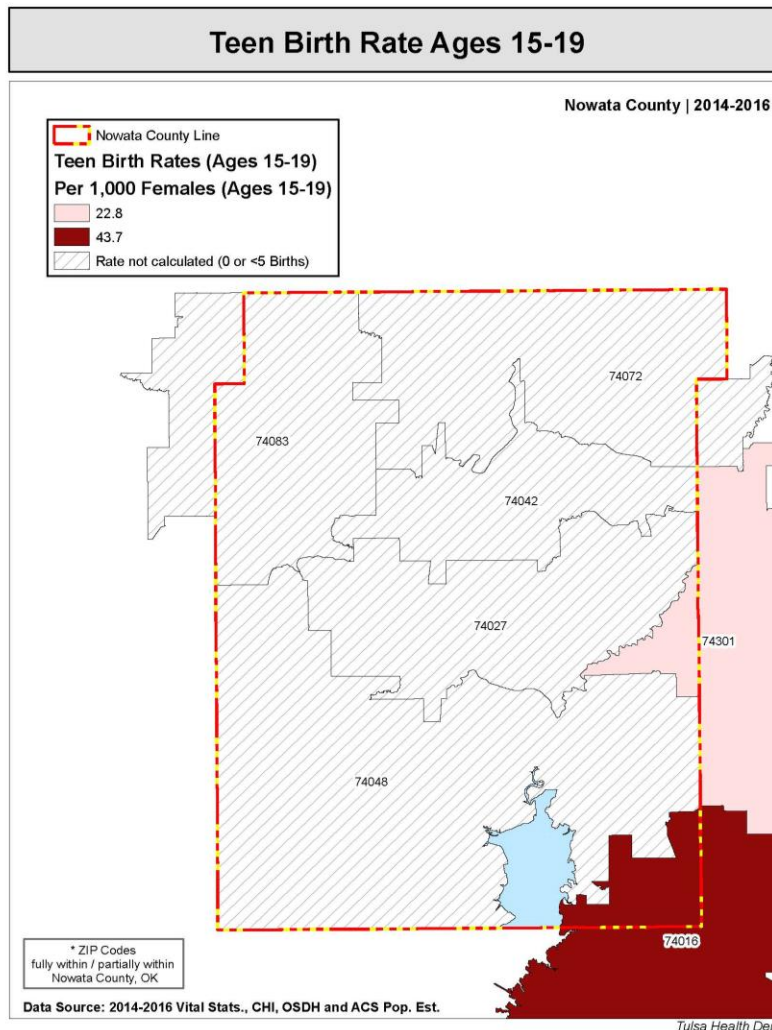 Teen Birth Rate Ages 15-19
Nowata County | 2014-2016
Nowata County Line
Teen Birth Rates (Ages 15-19)
Per 1,000 Females (Ages 15-19)
22.8
43.7
Rate not calculated (0 or <5 Births)
74072
74083
74042
74027
74301
74048
74016
* ZIP Codes
fully within / partially within
Nowata County, OK
Data Source: 2014-2016 Vital Stats., CHI, OSDH and ACS Pop. Est.
Tulsa Health De